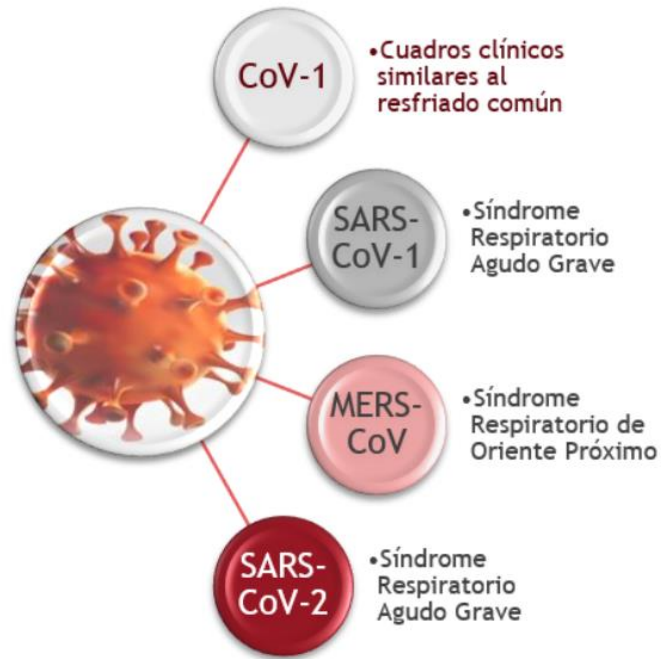 CoV-1
•Cuadros clínicos
similares al
resfriado común
SARS-
CoV-1
•Síndrome
Respiratorio
Agudo Grave
MERS-
CoV
•Síndrome
Respiratorio de
Oriente Próximo
SARS-
CoV-2
•Síndrome
Respiratorio
Agudo Grave